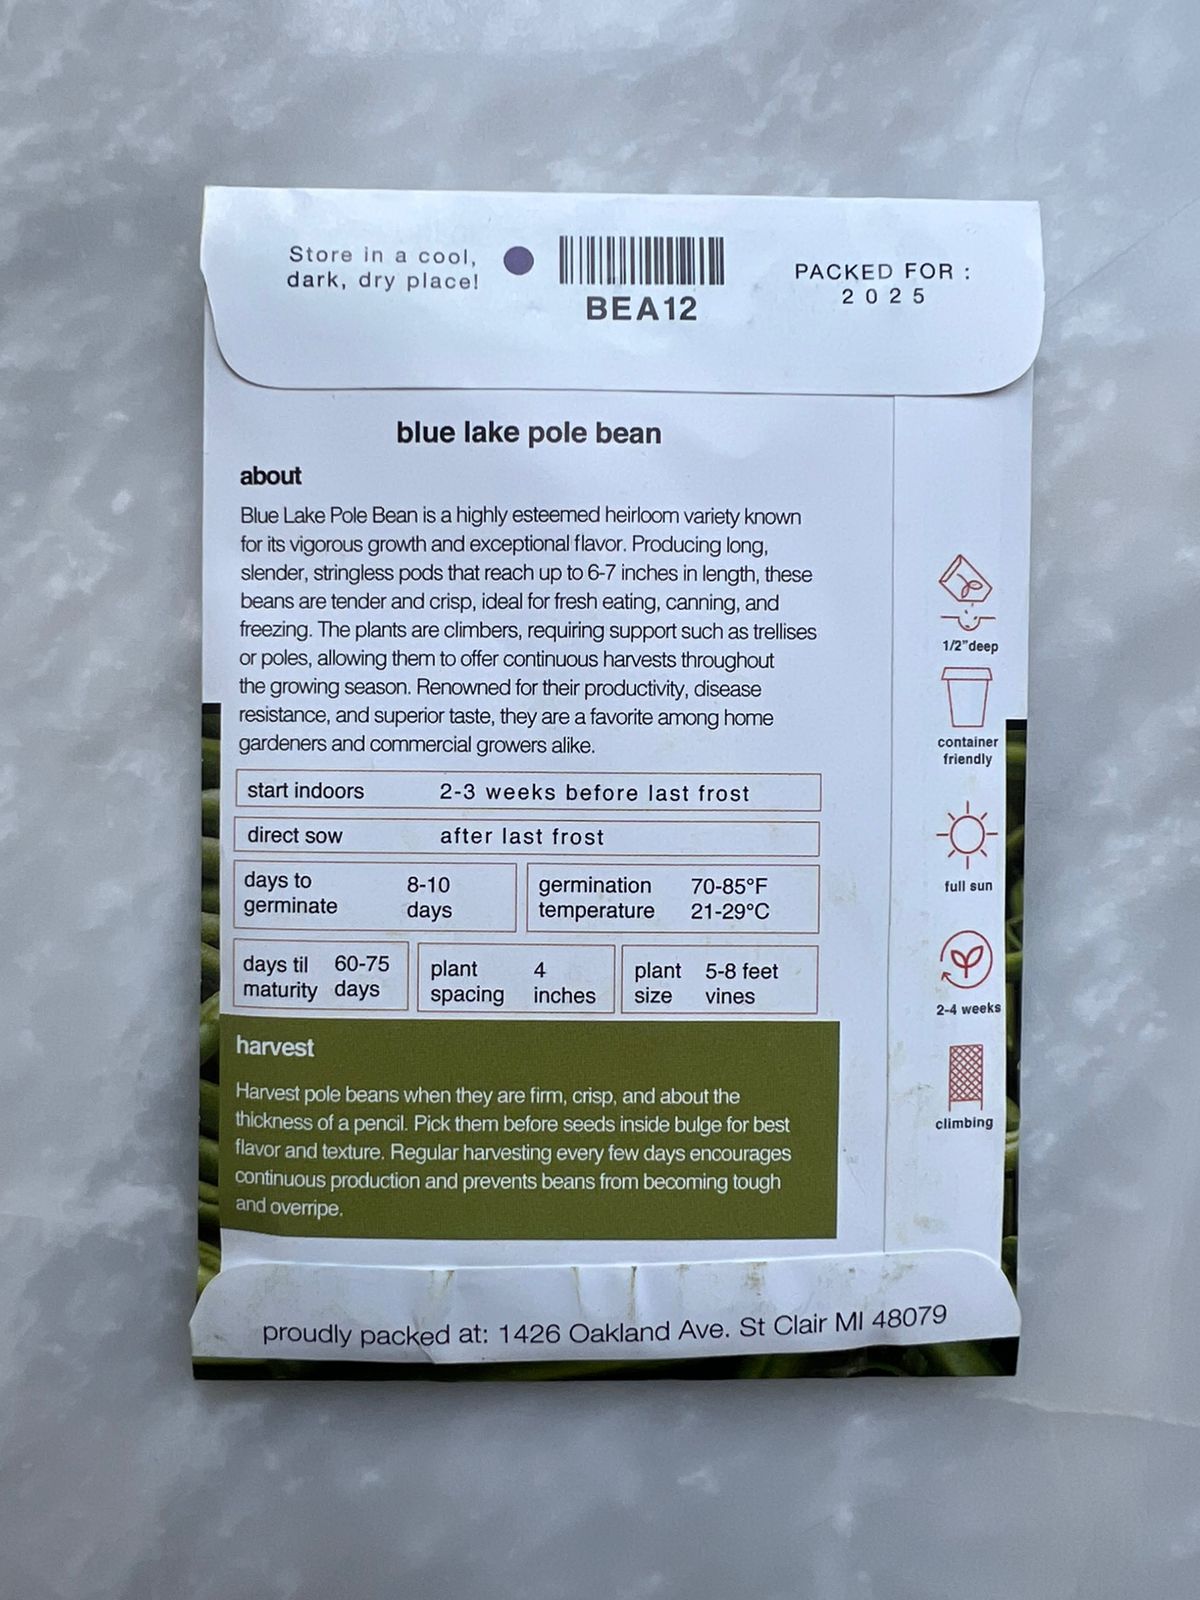 Store in a cool,
dark, dry place!
BEA12
PACKED FOR :
2025
blue lake pole bean
about
Blue Lake Pole Bean is a highly esteemed heirloom variety known
for its vigorous growth and exceptional flavor. Producing long,
slender, stringless pods that reach up to 6-7 inches in length, these
beans are tender and crisp, ideal for fresh eating, canning, and
freezing. The plants are climbers, requiring support such as trellises
or poles, allowing them to offer continuous harvests throughout
the growing season. Renowned for their productivity, disease
resistance, and superior taste, they are a favorite among home
gardeners and commercial growers alike.
start indoors 2-3 weeks before last frost
direct sow after last frost
days to
germinate
8-10
days
germination
temperature
70-85°F
21-29°C
days til
maturity
60-75
days
plant
spacing
4
inches
plant
size
5-8 feet
vines
harvest
Harvest pole beans when they are firm, crisp, and about the
thickness of a pencil. Pick them before seeds inside bulge for best
flavor and texture. Regular harvesting every few days encourages
continuous production and prevents beans from becoming tough
and overripe.
1/2"deep
container
friendly
full sun
2-4 weeks
climbing
proudly packed at: 1426 Oakland Ave. St Clair MI 48079